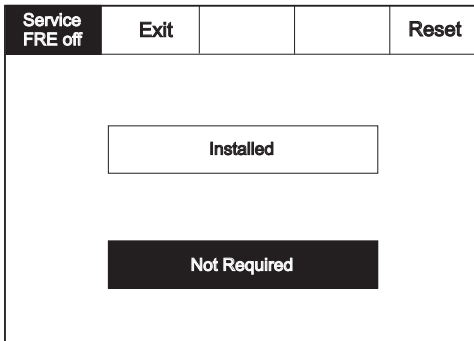 Service
FRE off
Exit
Reset
Installed
Not Required